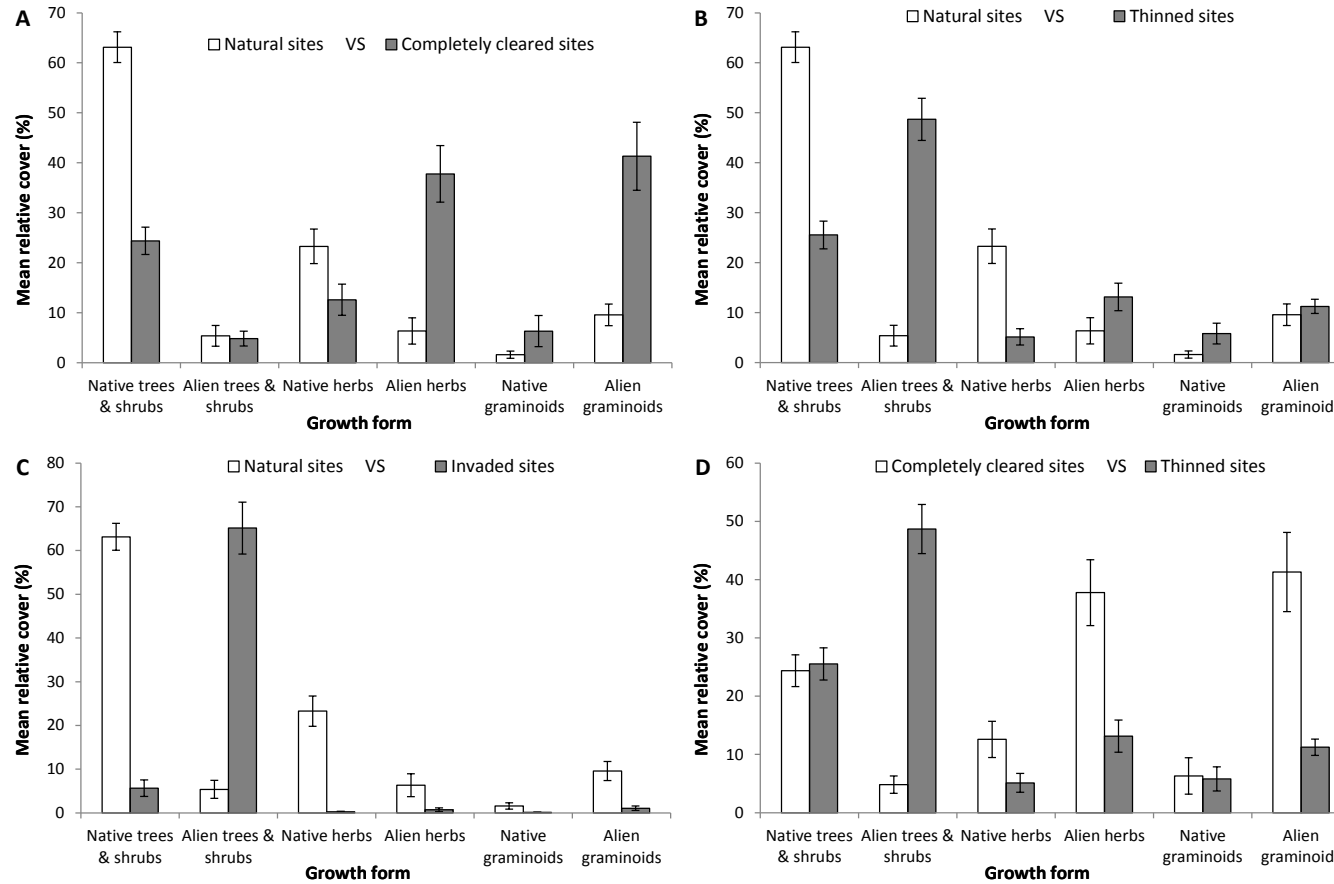 A
Natural sites VS Completely cleared sites
Mean relative cover (%)
70
60
50
40
30
20
10
0
Native trees & shrubs
Alien trees & shrubs
Native herbs
Alien herbs
Native graminoids
Alien graminoids
Growth form
B
Natural sites VS Thinned sites
Mean relative cover (%)
70
60
50
40
30
20
10
0
Native trees & shrubs
Alien trees & shrubs
Native herbs
Alien herbs
Native graminoids
Alien graminoid
Growth form
C
Natural sites VS Invaded sites
Mean relative cover (%)
80
70
60
50
40
30
20
10
0
Native trees & shrubs
Alien trees & shrubs
Native herbs
Alien herbs
Native graminoids
Alien graminoids
Growth form
D
Completely cleared sites VS Thinned sites
Mean relative cover (%)
60
50
40
30
20
10
0
Native trees & shrubs
Alien trees & shrubs
Native herbs
Alien herbs
Native graminoids
Alien graminoid
Growth form